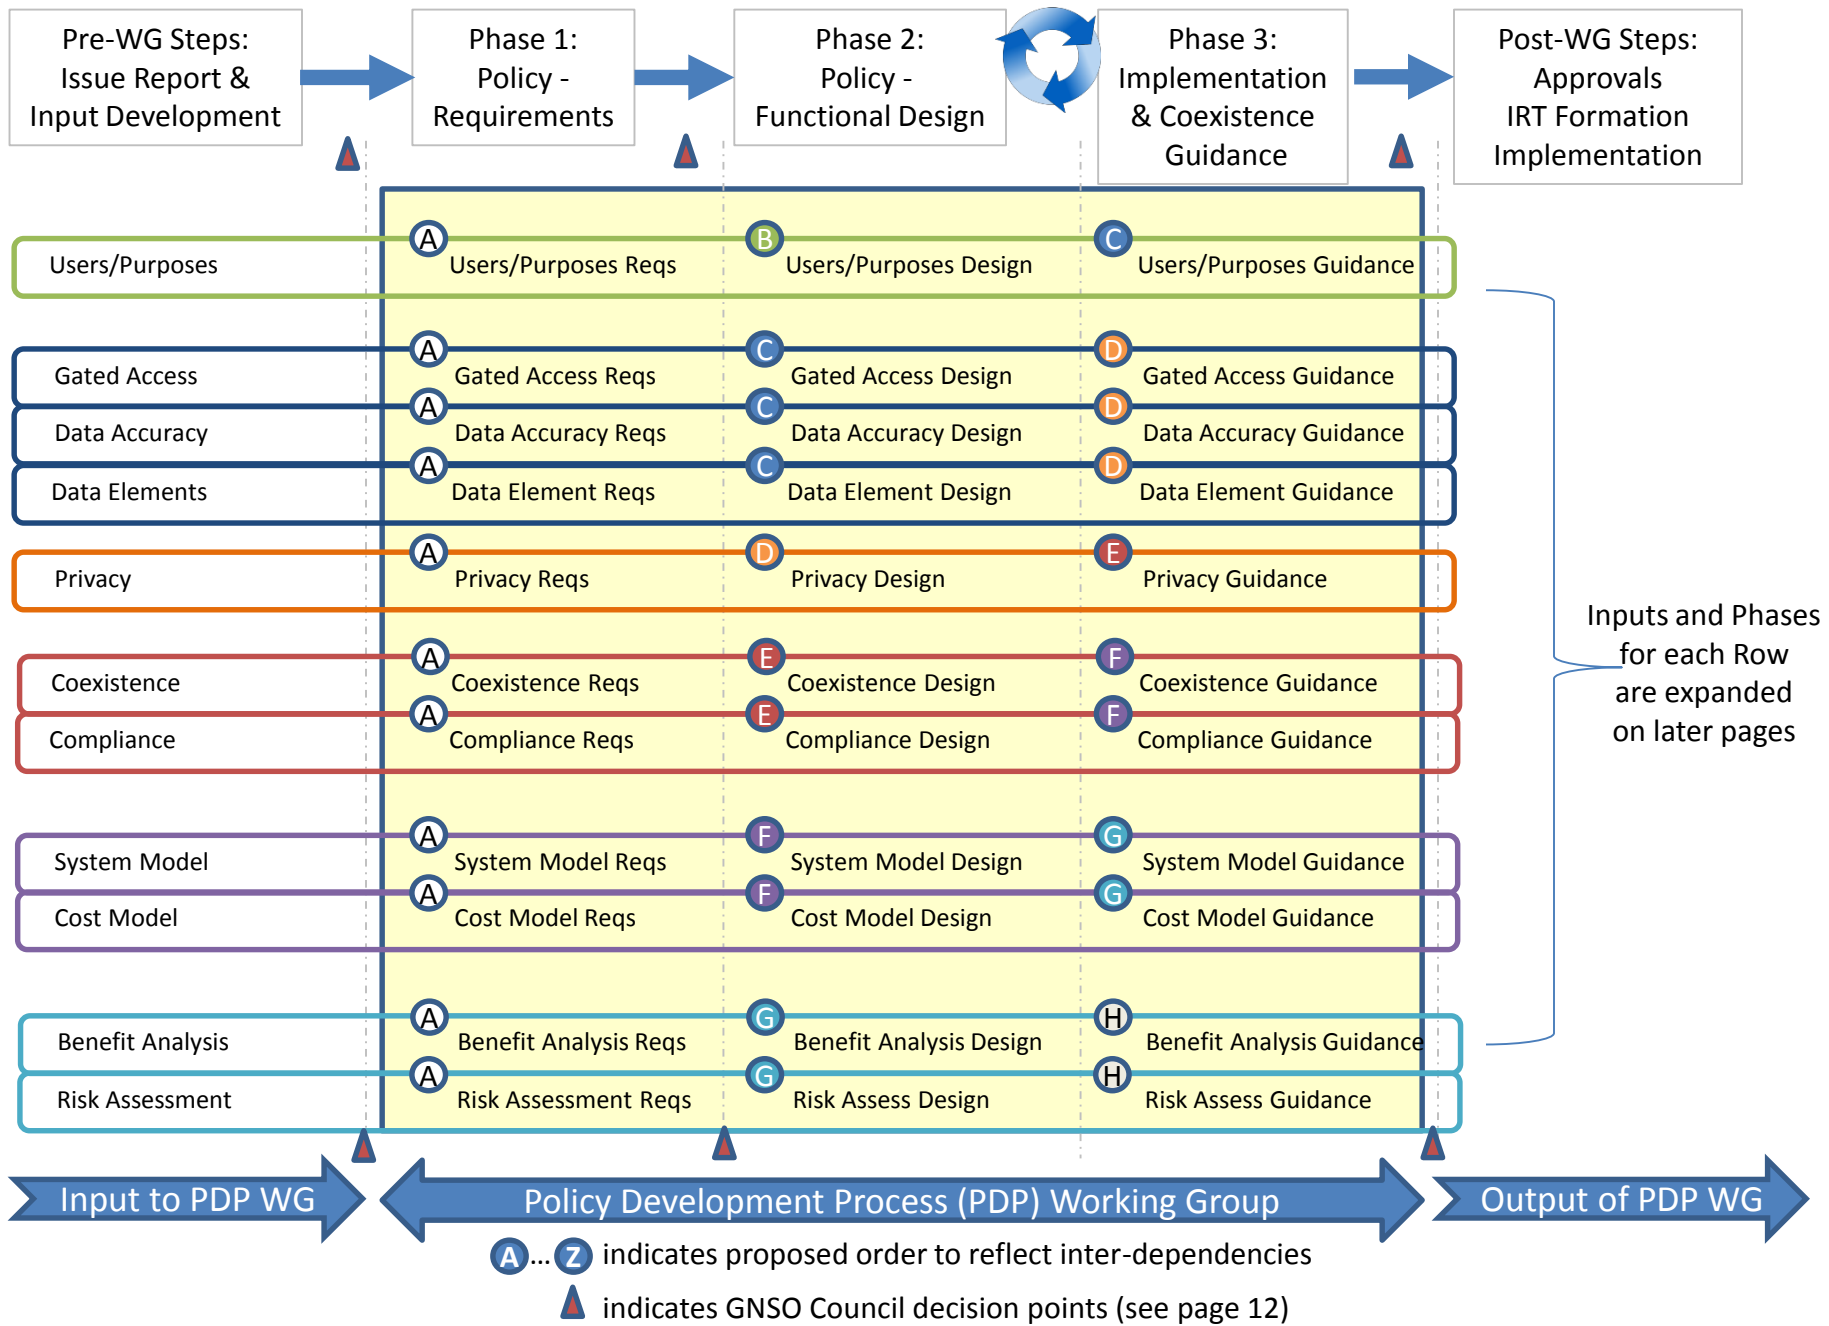 Pre-WG Steps:
Issue Report &
Input Development
Phase 1:
Policy -
Requirements
Phase 2:
Policy -
Functional Design
Phase 3:
Implementation
& Coexistence
Guidance
Post-WG Steps:
Approvals
IRT Formation
Implementation
A B C
Users/Purposes Users/Purposes Reqs Users/Purposes Design Users/Purposes Guidance
A C D
Gated Access Gated Access Reqs Gated Access Design Gated Access Guidance
A C D
Data Accuracy Data Accuracy Reqs Data Accuracy Design Data Accuracy Guidance
A C D
Data Elements Data Element Reqs Data Element Design Data Element Guidance
A D E
Privacy Privacy Reqs Privacy Design Privacy Guidance
A E F
Coexistence Coexistence Reqs Coexistence Design Coexistence Guidance
A E F
Compliance Compliance Reqs Compliance Design Compliance Guidance
A F G
System Model System Model Reqs System Model Design System Model Guidance
A F G
Cost Model Cost Model Reqs Cost Model Design Cost Model Guidance
A G H
Benefit Analysis Benefit Analysis Reqs Benefit Analysis Design Benefit Analysis Guidance
A G H
Risk Assessment Risk Assessment Reqs Risk Assess Design Risk Assess Guidance
Inputs and Phases
for each Row
are expanded
on later pages
Input to PDP WG
Policy Development Process (PDP) Working Group
Output of PDP WG
A ... Z indicates proposed order to reflect inter-dependencies
indicates GNSO Council decision points (see page 12)